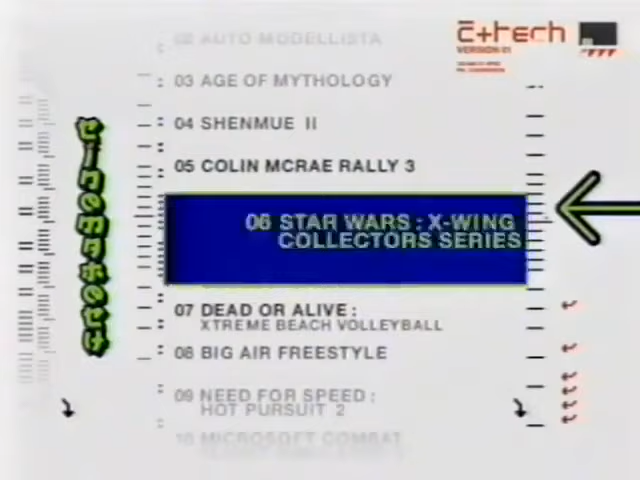 C+tech
VERSION 01
02 AUTO MODELLISTA
03 AGE OF MYTHOLOGY
04 SHENMUE II
05 COLIN MCRAE RALLY 3
06 STAR WARS : X-WING
COLLECTORS SERIES
07 DEAD OR ALIVE :
XTREME BEACH VOLLEYBALL
08 BIG AIR FREESTYLE
09 NEED FOR SPEED :
HOT PURSUIT 2
10 MICROSOFT COMBAT